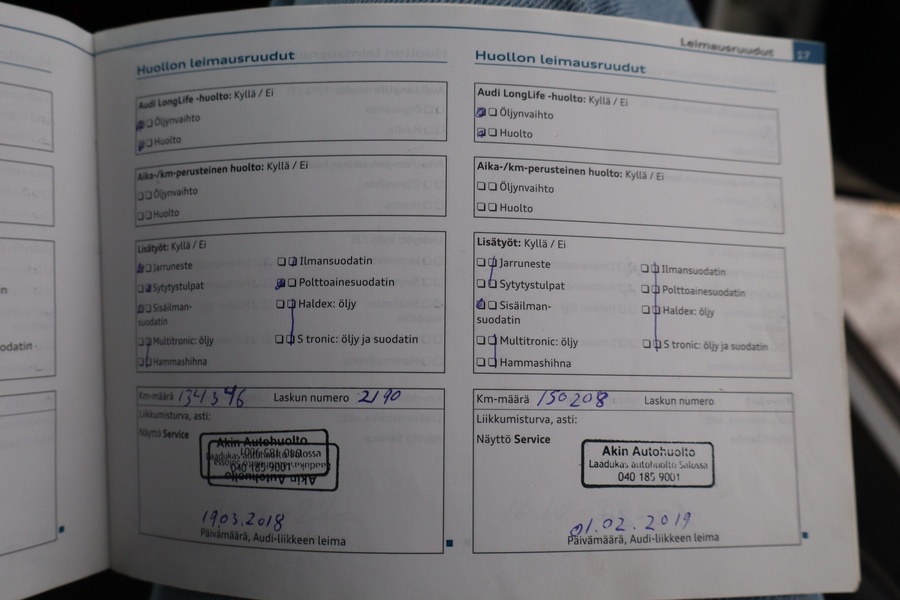 Leimausruudut 17
Huollon leimausruudut
Audi LongLife -huolto: Kyllä / Ei
Öljynvaihto
Huolto
Aika-/km-perusteinen huolto: Kyllä / Ei
Öljynvaihto
Huolto
Lisätyöt: Kyllä / Ei
Jarruneste
Sytytystulpat
Sisäilman-
suodatin
Multitronic: öljy
Hammashihna
Ilmansuodatin
Polttoainesuodatin
Haldex: öljy
S tronic: öljy ja suodatin
Km-määrä 134346 Laskun numero 2190
Liikkumisturva, asti:
Näyttö Service
Akin Autohuolto
040 185 9001
19.03.2018
Päivämäärä, Audi-liikkeen leima
Huollon leimausruudut
Audi LongLife -huolto: Kyllä / Ei
Öljynvaihto
Huolto
Aika-/km-perusteinen huolto: Kyllä / Ei
Öljynvaihto
Huolto
Lisätyöt: Kyllä / Ei
Jarruneste
Sytytystulpat
Sisäilman-
suodatin
Multitronic: öljy
Hammashihna
Ilmansuodatin
Polttoainesuodatin
Haldex: öljy
S tronic: öljy ja suodatin
Km-määrä 150208 Laskun numero
Liikkumisturva, asti:
Näyttö Service
Akin Autohuolto
Laadukas autohuolto Salossa
040 185 9001
01.02.2019
Päivämäärä, Audi-liikkeen leima
odatin